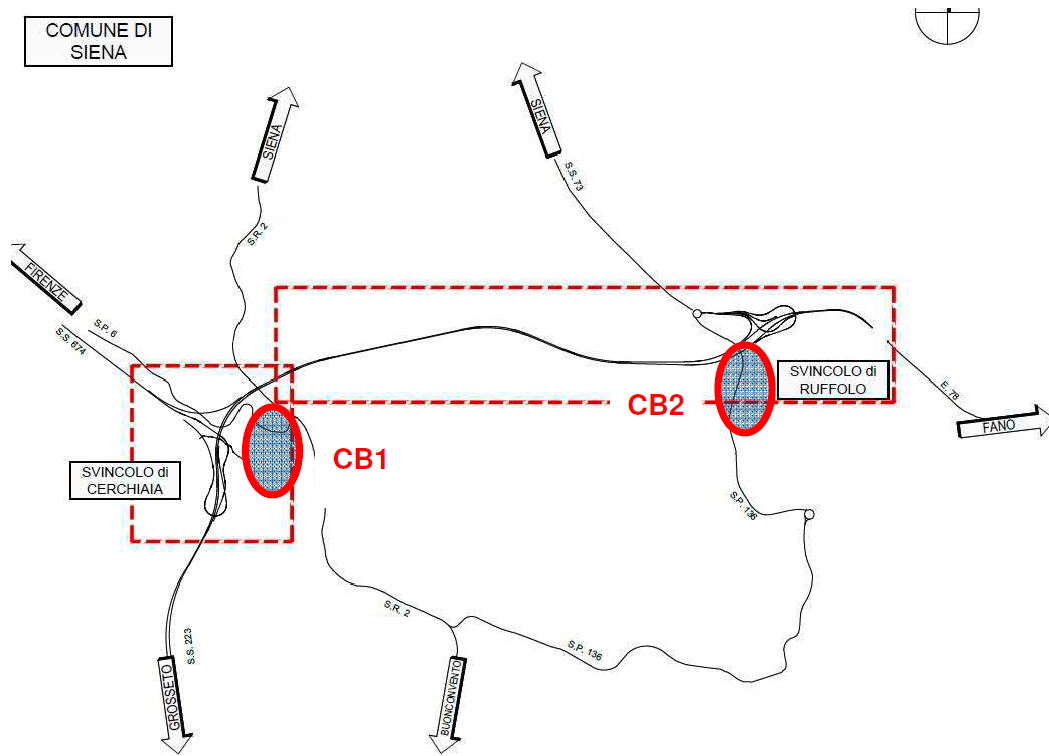 COMUNE DI
SIENA
SIENA
SIENA
S.S. 73
S.R. 2
FIRENZE
S.P. 6
S.S. 674
SVINCOLO di
RUFFOLO
E. 78
FANO
CB2
CB1
SVINCOLO di
CERCHIAIA
S.P. 136
S.R. 2
S.P. 136
S.S. 223
GROSSETO
BUONCONVENTO